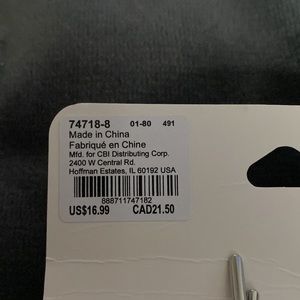 74718-8 01-80 491
Made in China
Fabriqué en Chine
Mfd. for CBI Distributing Corp.
2400 W Central Rd.
Hoffman Estates, IL 60192 USA
888711747182
US$16.99 CAD21.50